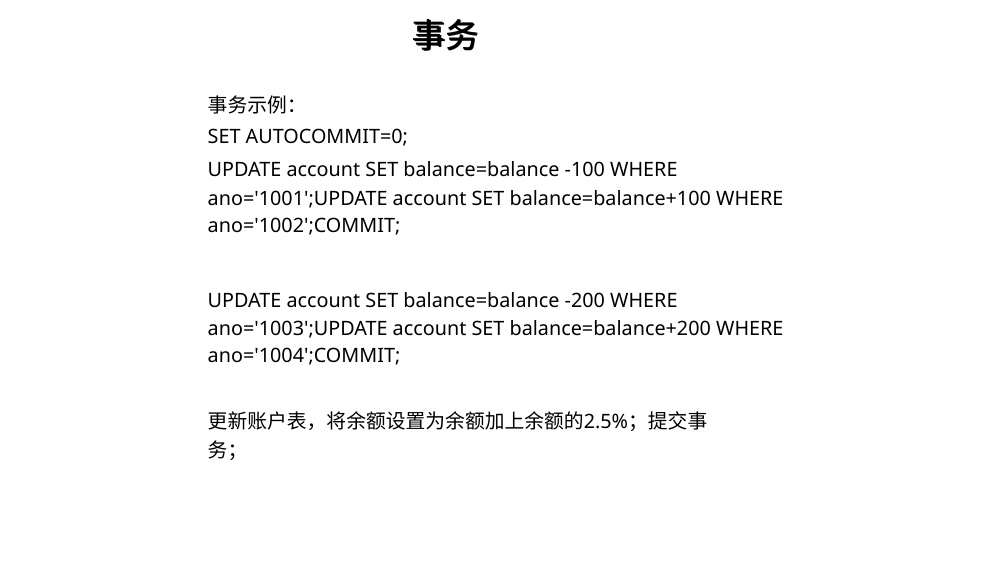 事务
事务示例：
SET AUTOCOMMIT=0;
UPDATE account SET balance=balance -100 WHERE
ano='1001';UPDATE account SET balance=balance+100 WHERE
ano='1002';COMMIT;
UPDATE account SET balance=balance -200 WHERE
ano='1003';UPDATE account SET balance=balance+200 WHERE
ano='1004';COMMIT;
更新账户表，将余额设置为余额加上余额的2.5%；提交事
务；